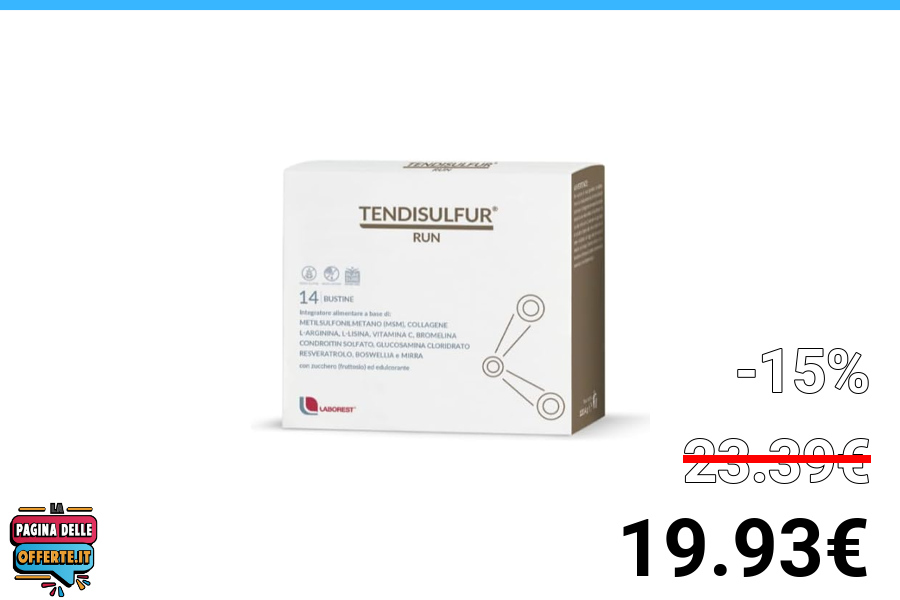 TENDISULFUR
RUN
TENDISULFUR®
RUN
14 BUSTINE
Integratore alimentare a base di:
METILSULFONILMETANO (MSM), COLLAGENE
L-ARGININA, L-LISINA, VITAMINA C, BROMELINA
CONDROITIN SOLFATO, GLUCOSAMINA CLORIDRATO
RESVERATROLO, BOSWELLIA e MIRRA
con zucchero (fruttosio) ed edulcorante
LABOREST
-15%
23.39€
19.93€
LA
PAGINA DELLE
OFFERTE.IT